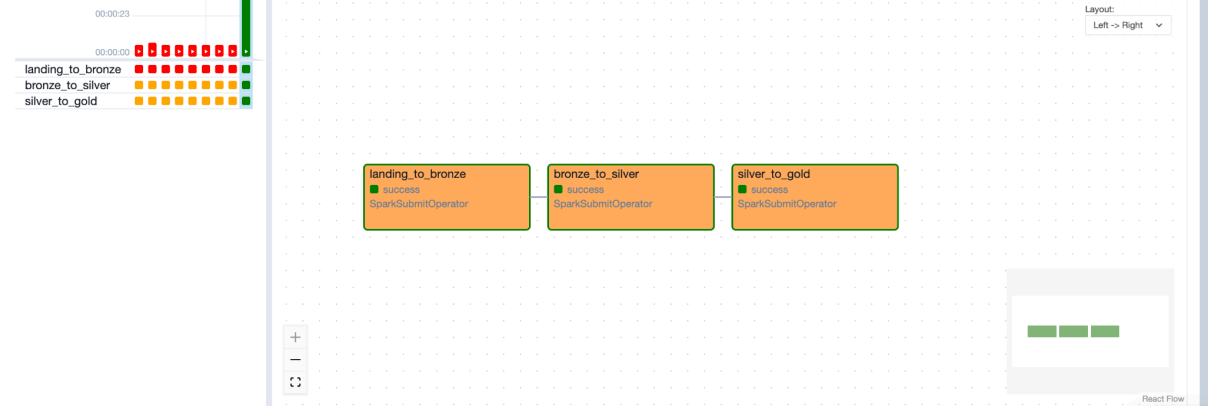 00:00:23
00:00:00
landing_to_bronze
bronze_to_silver
silver_to_gold
Layout:
Left -> Right
landing_to_bronze
success
SparkSubmitOperator
bronze_to_silver
success
SparkSubmitOperator
silver_to_gold
success
SparkSubmitOperator
React Flow